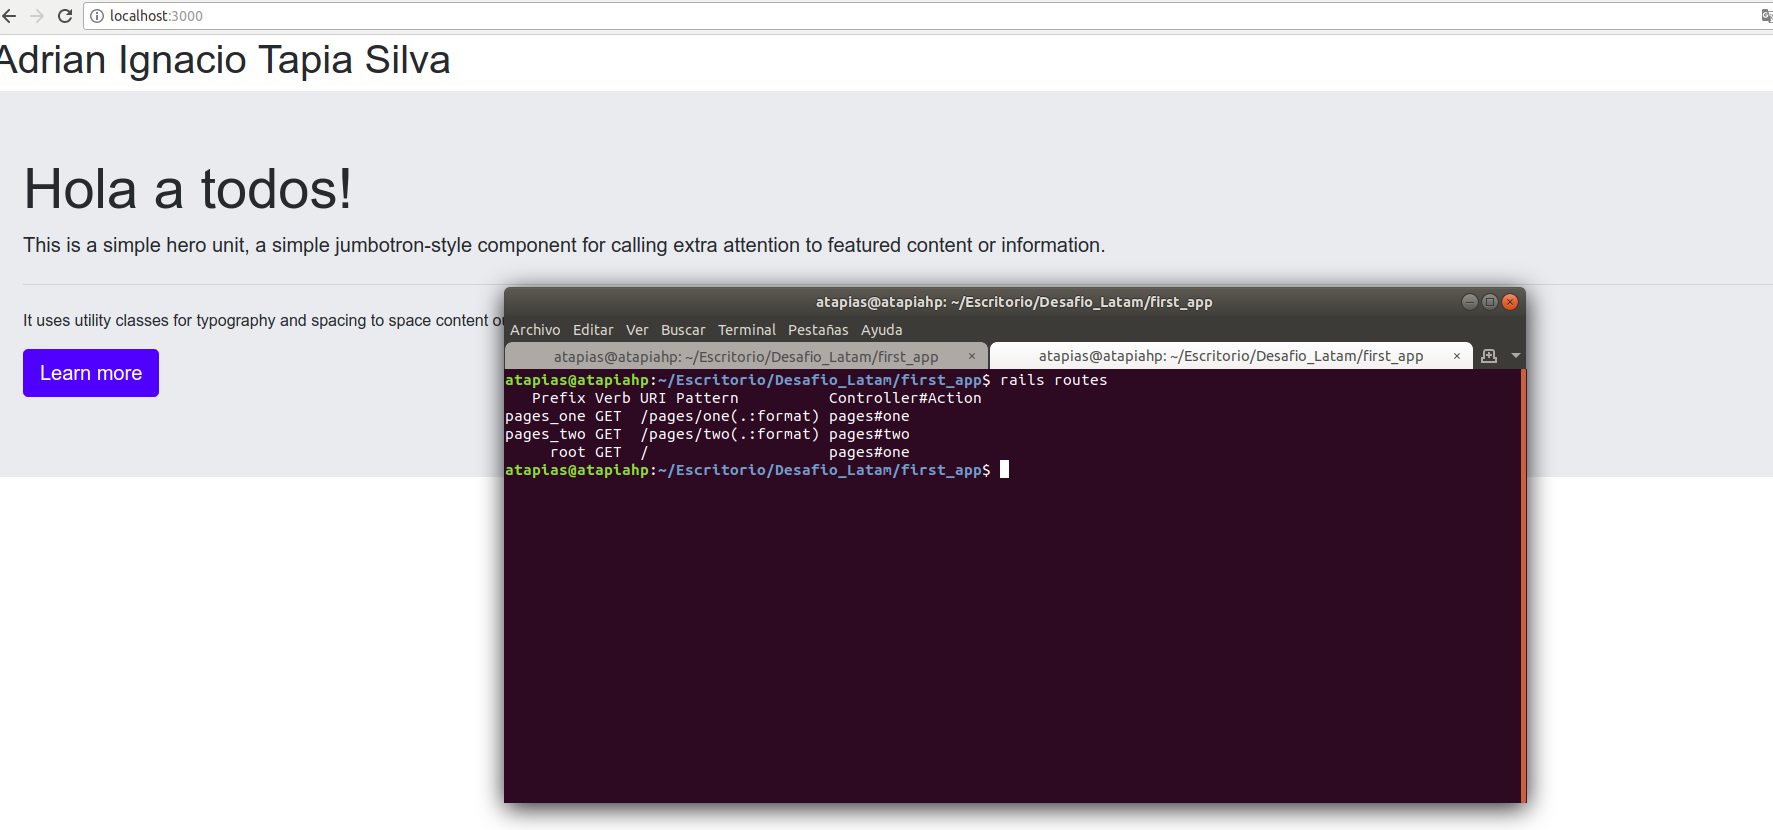 localhost:3000
Adrian Ignacio Tapia Silva
Hola a todos!
This is a simple hero unit, a simple jumbotron-style component for calling extra attention to featured content or information.
It uses utility classes for typography and spacing to space content
Learn more
atapias@atapiahp: ~/Escritorio/Desafio_Latam/first_app
Archivo Editar Ver Buscar Terminal Pestañas Ayuda
atapias@atapiahp: ~/Escritorio/Desafio_Latam/first_app × atapias@atapiahp: ~/Escritorio/Desafio_Latam/first_app ×
atapias@atapiahp:~/Escritorio/Desafio_Latam/first_app$ rails routes
   Prefix Verb URI Pattern          Controller#Action
pages_one GET  /pages/one(.:format) pages#one
pages_two GET  /pages/two(.:format) pages#two
     root GET  /                    pages#one
atapias@atapiahp:~/Escritorio/Desafio_Latam/first_app$